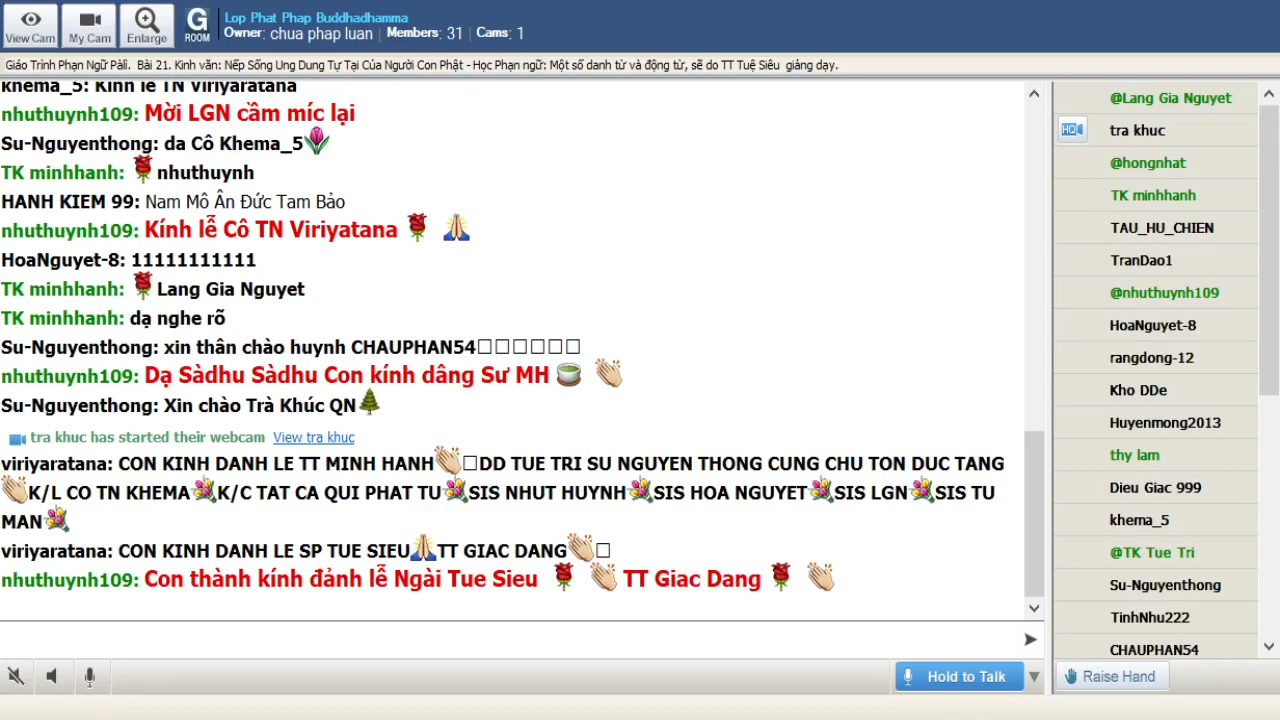 View Cam
My Cam
Enlarge
G
ROOM
Lop Phat Phap Buddhadhamma
Owner: chua phap luan Members: 31 Cams: 1
Giáo Trình Phạn Ngữ Pàli. Bài 21. Kinh văn: Nếp Sống Ung Dung Tự Tại Của Người Con Phật - Học Phạn ngữ: Một số danh từ và động từ, sẽ do TT Tuệ Siêu giảng dạy.
khema_5: Kinh le TN Viriyaratana
nhuthuynh109: Mời LGN cầm míc lại
Su-Nguyenthong: da Cô Khema_5
TK minhhanh: nhuthuynh
HANH KIEM 99: Nam Mô Ân Đức Tam Bảo
nhuthuynh109: Kính lễ Cô TN Viriyatana
HoaNguyet-8: 11111111111
TK minhhanh: Lang Gia Nguyet
TK minhhanh: dạ nghe rõ
Su-Nguyenthong: xin thân chào huynh CHAUPHAN54
nhuthuynh109: Dạ Sàdhu Sàdhu Con kính dâng Sư MH
Su-Nguyenthong: Xin chào Trà Khúc QN
tra khuc has started their webcam View tra khuc
viriyaratana: CON KINH DANH LE TT MINH HANH DD TUE TRI SU NGUYEN THONG CUNG CHU TON DUC TANG
K/L CO TN KHEMA K/C TAT CA QUI PHAT TU SIS NHUT HUYNH SIS HOA NGUYET SIS LGN SIS TU
MAN
viriyaratana: CON KINH DANH LE SP TUE SIEU TT GIAC DANG
nhuthuynh109: Con thành kính đảnh lễ Ngài Tue Sieu TT Giac Dang
Hold to Talk
@Lang Gia Nguyet
HQ
tra khuc
@hongnhat
TK minhhanh
TAU_HU_CHIEN
TranDao1
@nhuthuynh109
HoaNguyet-8
rangdong-12
Kho DDe
Huyenmong2013
thy lam
Dieu Giac 999
khema_5
@TK Tue Tri
Su-Nguyenthong
TinhNhu222
CHAUPHAN54
Raise Hand